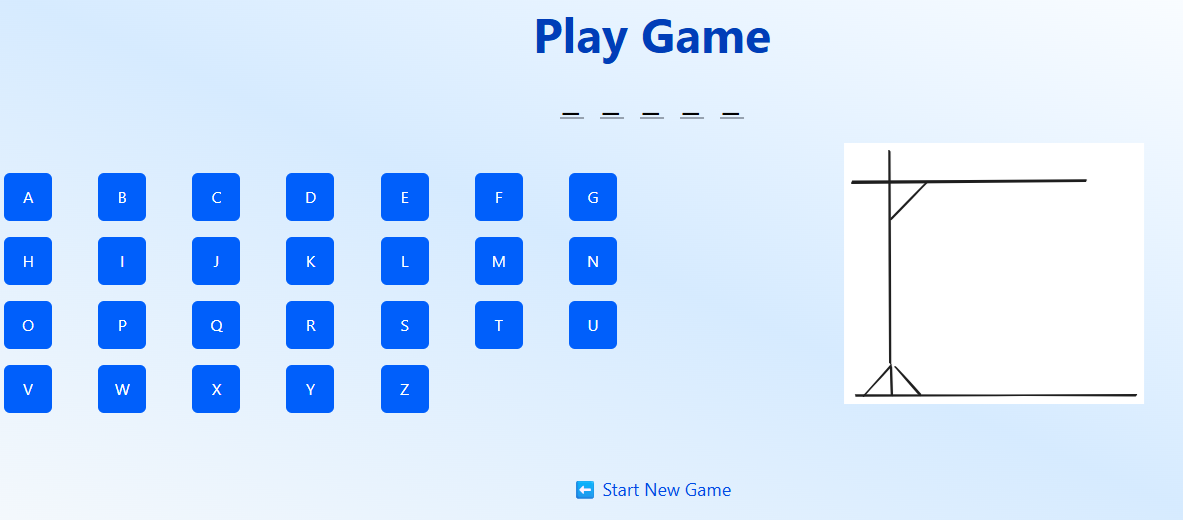 Play Game
_ _ _ _ _
A B C D E F G
H I J K L M N
O P Q R S T U
V W X Y Z
⬅ Start New Game